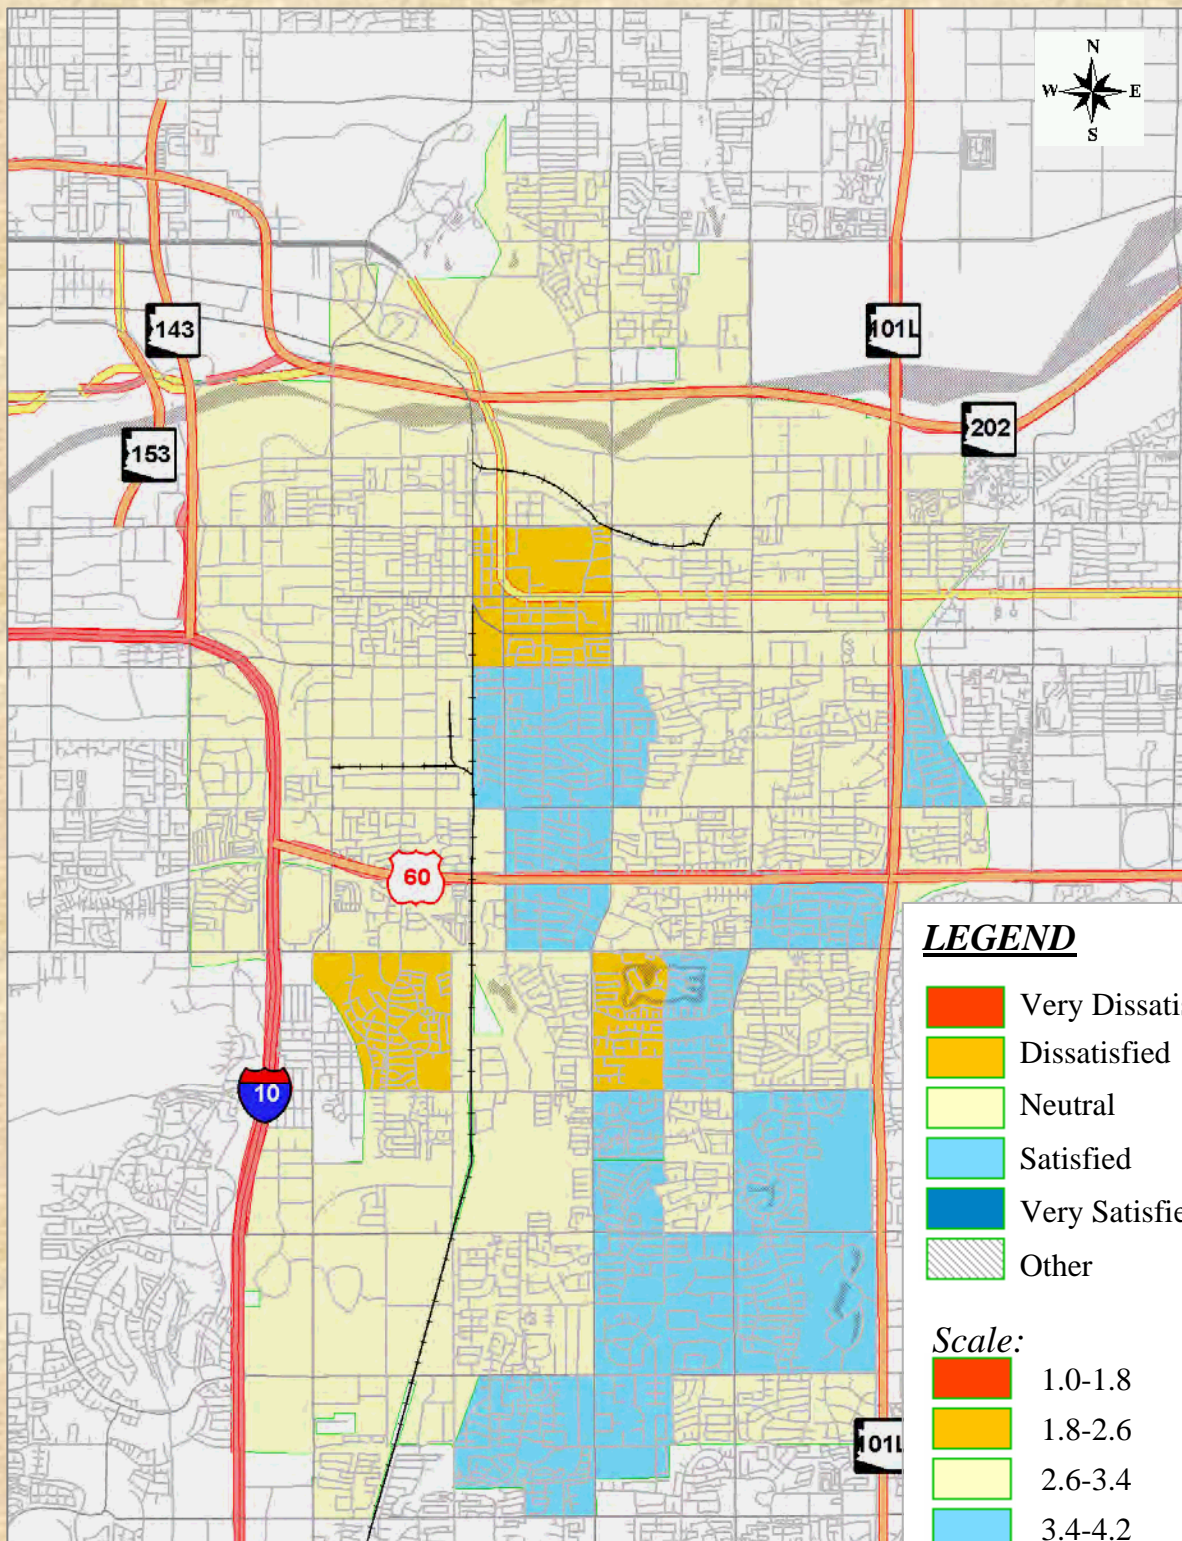 N
W E
S
143
101L
202
153
60
LEGEND
Very Dissatis
Dissatisfied
10
Neutral
Satisfied
Very Satisfie
Other
Scale:
1.0-1.8
1.8-2.6
101L
2.6-3.4
3.4-4.2